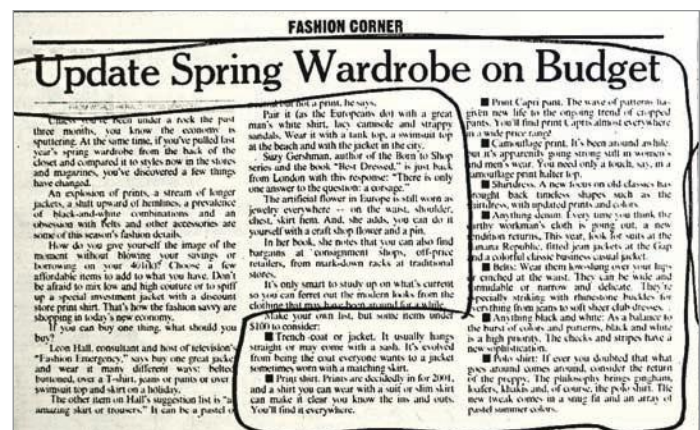 FASHION CORNER
Update Spring Wardrobe on Budget
Unless you've been under a rock the past
three months, you know the economy is
sputtering. At the same time, if you've pulled last
year's spring wardrobe from the back of the
closet and compared it to styles now in the stores
and magazines, you've discovered a few things
have changed.
An explosion of prints, a stream of longer
jackets, a shift upward of hemlines, a prevalence
of black-and-white combinations and an
obsession with belts and other accessories are
some of this season's fashion details.
How do you give yourself the image of the
moment without blowing your savings or
borrowing on your 401(k)? Choose a few
affordable items to add to what you have. Don't
be afraid to mix low and high couture or to spiff
up a special investment jacket with a discount
store print shirt. That's how the fashion savvy are
shopping in today's new economy.
If you can buy one thing, what should you
buy?
Leon Hall, consultant and host of television's
"Fashion Emergency," says buy one great jacket
and wear it many different ways: belted,
buttoned, over a T-shirt, jeans or pants or over
swimsuit top and skirt on a holiday.
The other item on Hall's suggestion list is "an
amazing skirt or trousers." It can be a pastel or
but not a print, he says.
Pair it (as the Europeans do) with a great
man's white shirt, lacy camisole and strappy
sandals. Wear it with a tank top, a swimsuit top
at the beach and with the jacket in the city.
Suzy Gershman, author of the Born to Shop
series and the book "Best Dressed," is just back
from London with this response: "There is only
one answer to the question: a corsage."
The artificial flower in Europe is still worn as
jewelry everywhere -- on the waist, shoulder,
chest, skirt hem. And, she adds, you can do it
yourself with a craft shop flower and a pin.
In her book, she notes that you can also find
bargains at consignment shops, off-price
retailers, from mark-down racks at traditional
stores.
It's only smart to study up on what's current
so you can ferret out the modern looks from the
clothing that may have been around for a while.
Make your own list, but some items under
$100 to consider:
■ Trench-coat or jacket. It usually hangs
straight or may come with a sash. It's evolved
from being the coat everyone wants to a jacket
sometimes worn with a matching skirt.
■ Print shirt. Prints are decidedly in for 2001,
and a shirt you can wear with a suit or slim skirt
can make it clear you know the ins and outs.
You'll find it everywhere.
■ Print Capri pant. The wave of patterns has
given new life to the ongoing trend of cropped
pants. You'll find print Capris almost everywhere
in a wide price range!
■ Camouflage print. It's been around awhile
but it's apparently going strong still in women's
and men's wear. You need only a touch, say, in a
camouflage print halter top.
■ Shirtdress. A new focus on old classics has
brought back timeless shapes such as the
shirtdress, with updated prints and colors.
■ Anything denim. Every time you think the
earthy workman's cloth is going out, a new
rendition returns. This year, look for suits at the
Banana Republic, fitted jean jackets at the Gap
and a colorful classic business casual jacket.
■ Belts: Wear them low-slung over your hips
or cinched at the waist. They can be wide and
or narrow and delicate. They're
especially striking with rhinestone buckles for
everything from jeans to soft sheer club dresses.
■ Anything black and white: As a balance to
the burst of colors and patterns, black and white
is a high priority. The checks and stripes have a
new sophistication.
■ Polo shirt: If ever you doubted that what
goes around comes around, consider the return
of the preppy. The philosophy brings gingham,
loafers, khakis and, of course, the polo shirt. The
new tweak comes in a snug fit and an array of
pastel summer colors.